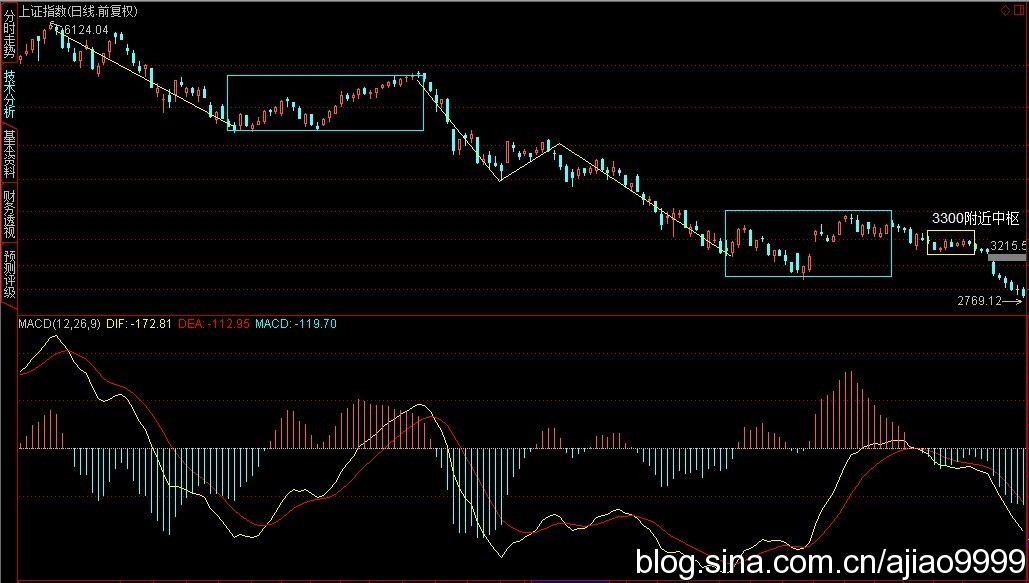 上证指数(日线.前复权)
6124.04
分时走势
技术分析
基本资料
财务透视
预测评级
3300附近中枢
3215.5
2769.12
MACD(12,26,9) DIF: -172.81 DEA: -112.95 MACD: -119.70
blog.sina.com.cn/ajiao9999